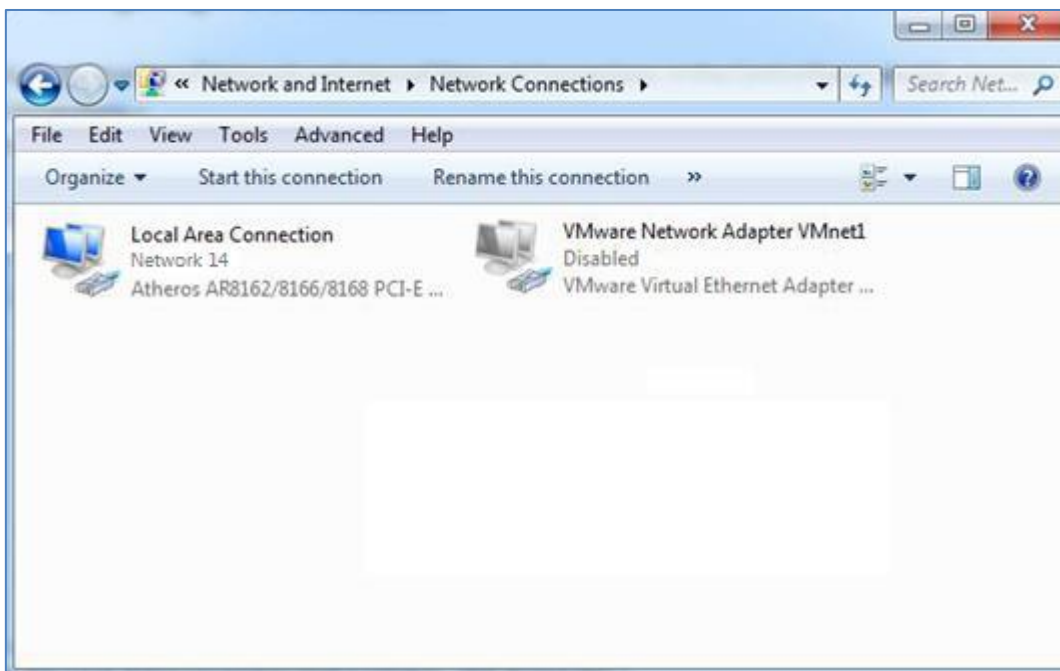 « Network and Internet ▸ Network Connections ▸ Search Net...
File Edit View Tools Advanced Help
Organize Start this connection Rename this connection »
Local Area Connection
Network 14
Atheros AR8162/8166/8168 PCI-E ...
VMware Network Adapter VMnet1
Disabled
VMware Virtual Ethernet Adapter ...